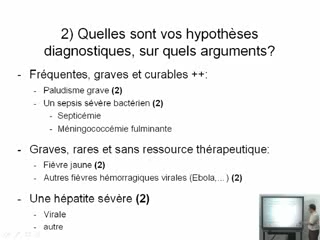 2) Quelles sont vos hypothèses
diagnostiques, sur quels arguments?
- Fréquentes, graves et curables ++:
- Paludisme grave (2)
- Un sepsis sévère bactérien (2)
- Septicémie
- Méningococcémie fulminante
- Graves, rares et sans ressource thérapeutique:
- Fièvre jaune (2)
- Autres fièvres hémorragiques virales (Ebola,...) (2)
- Une hépatite sévère (2)
- Virale
- autre